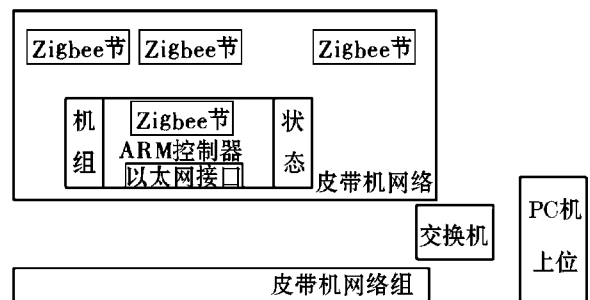 Zigbee节 Zigbee节 Zigbee节
机组
Zigbee节
ARM控制器
以太网接口
状态
皮带机网络
交换机
PC机
上位
皮带机网络组